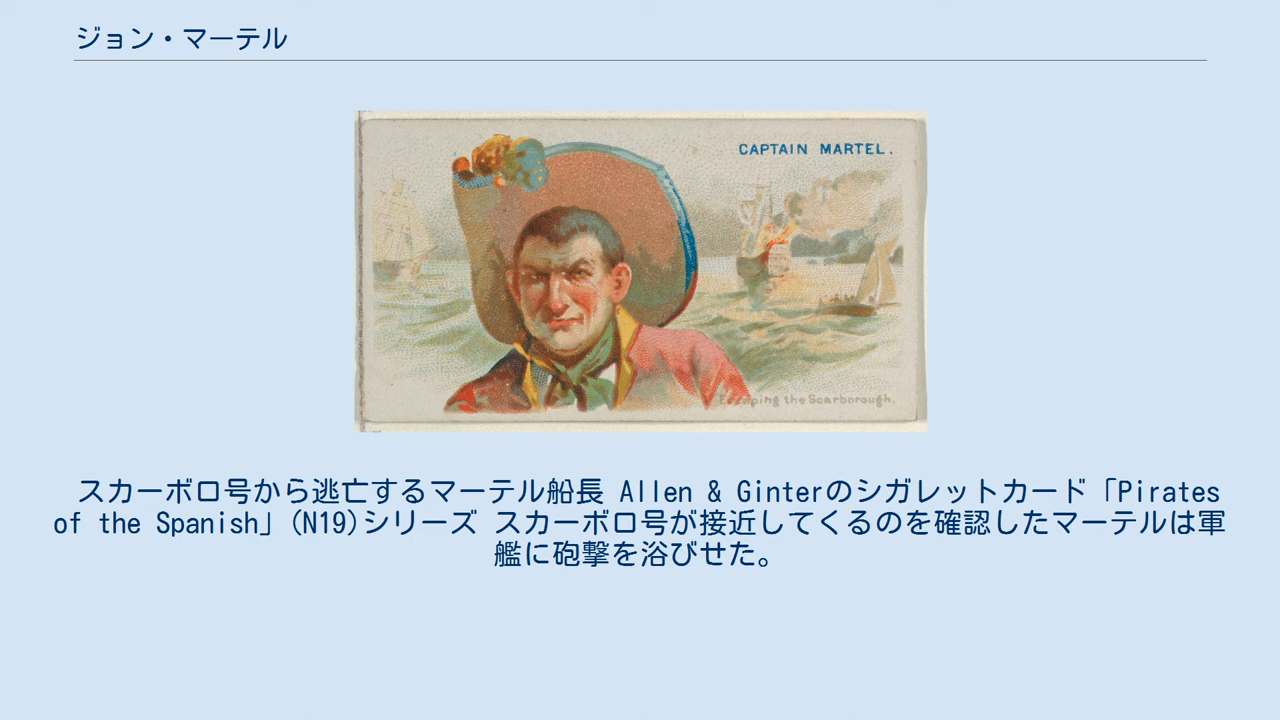 ジョン・マーテル
CAPTAIN MARTEL.
Escaping the Scarborough.
スカーボロ号から逃亡するマーテル船長 Allen & Ginterのシガレットカード「Pirates
of the Spanish」(N19)シリーズ スカーボロ号が接近してくるのを確認したマーテルは軍
艦に砲撃を浴びせた。